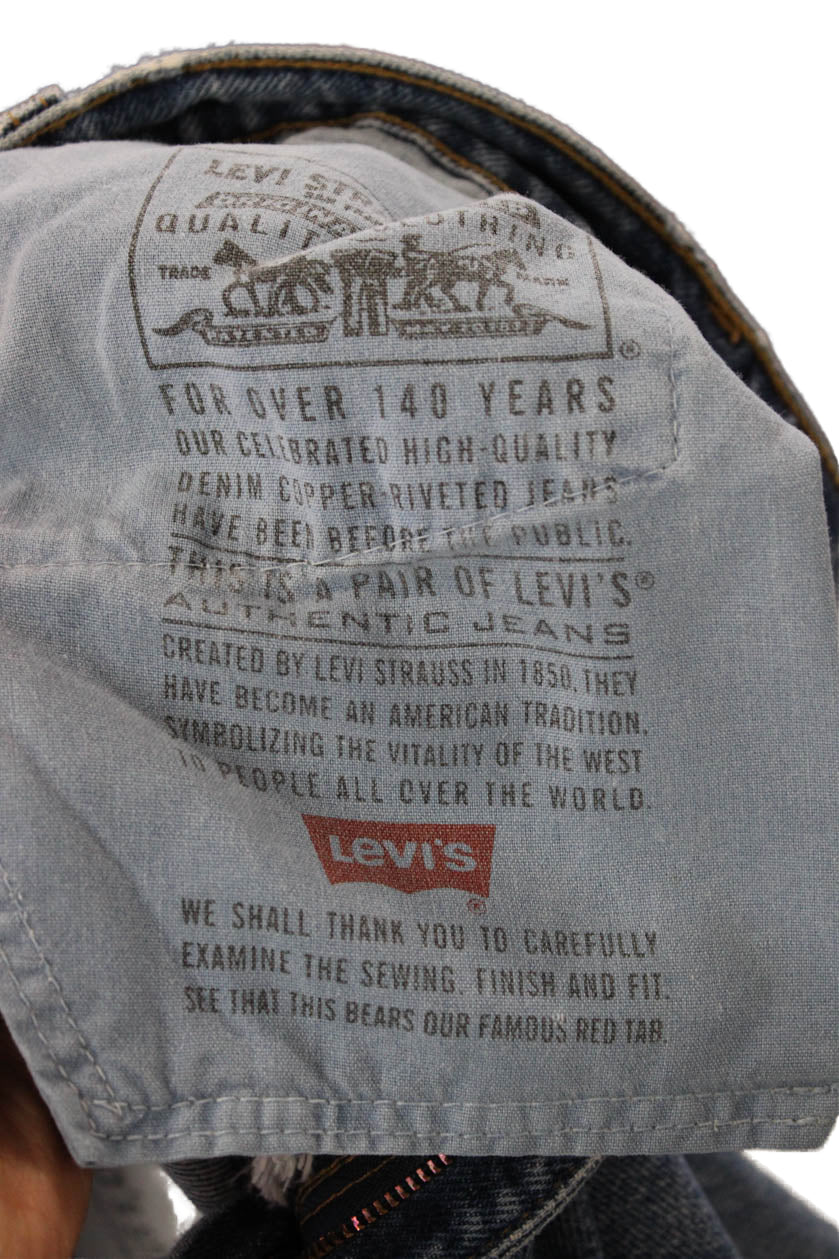 LEVI
QUALITY
TRADE
FOR OVER 140 YEARS
OUR CELEBRATED HIGH-QUALITY
DENIM COPPER-RIVETED JEANS
HAVE BEEN BEFORE THE PUBLIC.
THIS IS A PAIR OF LEVI'S®
AUTHENTIC JEANS
CREATED BY LEVI STRAUSS IN 1850, THEY
HAVE BECOME AN AMERICAN TRADITION,
SYMBOLIZING THE VITALITY OF THE WEST
TO PEOPLE ALL OVER THE WORLD.
LEVI'S
®
WE SHALL THANK YOU TO CAREFULLY
EXAMINE THE SEWING, FINISH AND FIT.
SEE THAT THIS BEARS OUR FAMOUS RED TAB.